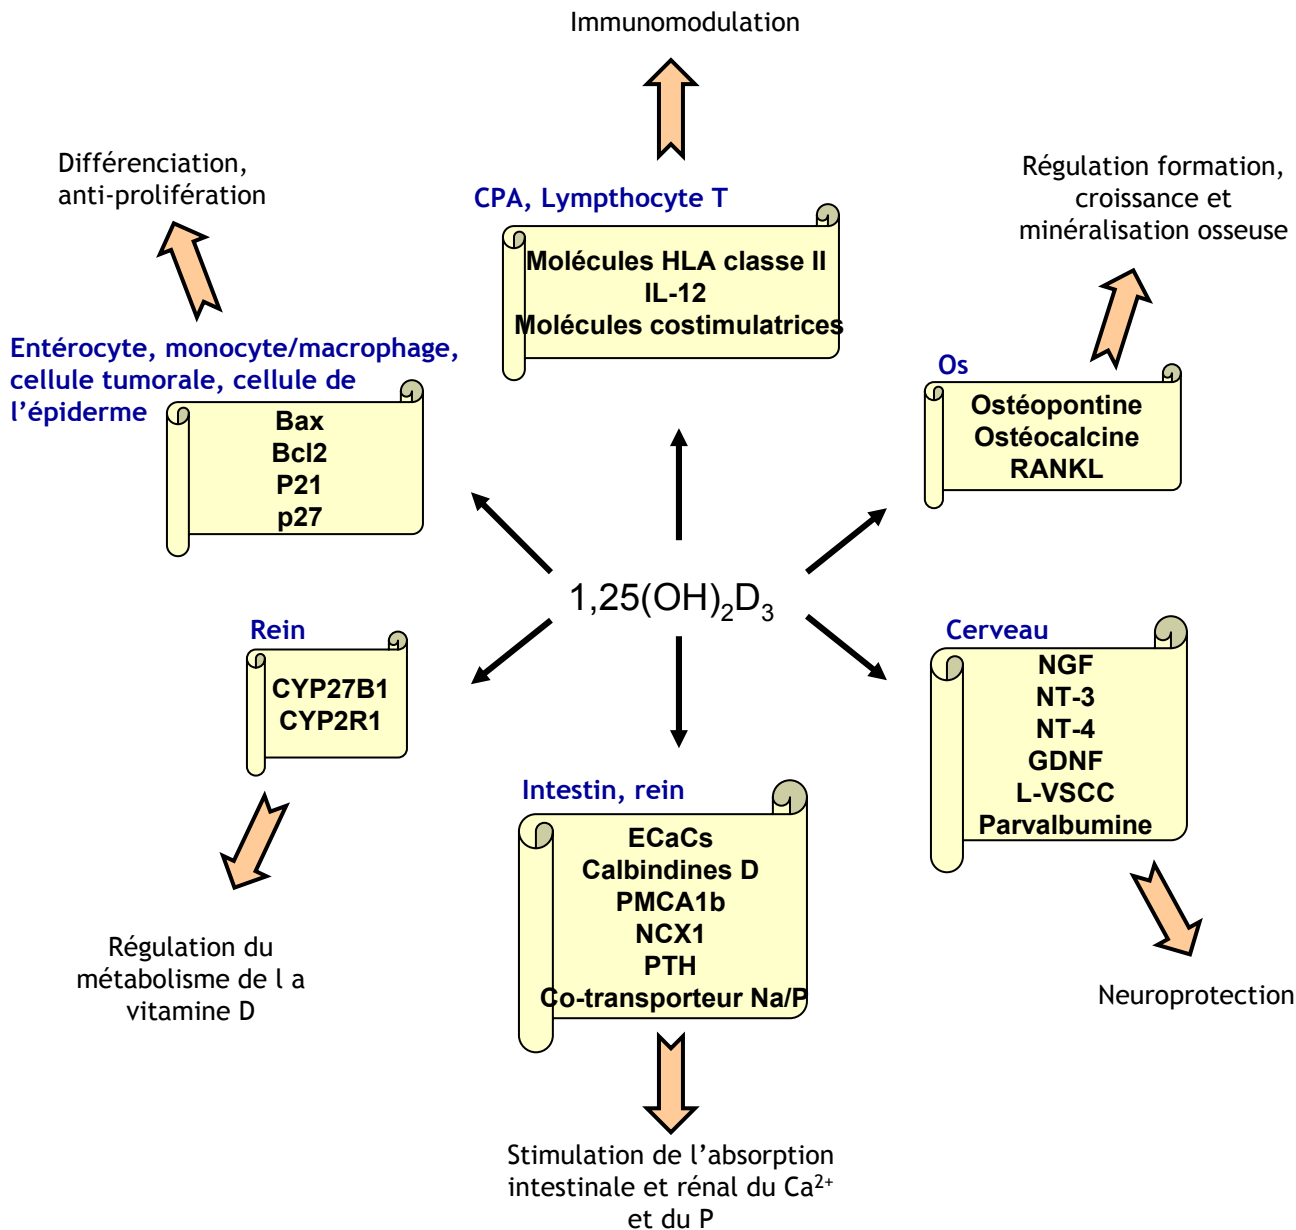 Immunomodulation
Différenciation,
anti-prolifération
Régulation formation,
croissance et
minéralisation osseuse
CPA, Lympthocyte T
Molécules HLA classe II
IL-12
Molécules costimulatrices
Entérocyte, monocyte/macrophage,
cellule tumorale, cellule de
l’épiderme
Bax
Bcl2
P21
p27
Os
Ostéopontine
Ostéocalcine
RANKL
1,25(OH)₂D₃
Rein
CYP27B1
CYP2R1
Cerveau
NGF
NT-3
NT-4
GDNF
L-VSCC
Parvalbumine
Intestin, rein
ECaCs
Calbindines D
PMCA1b
NCX1
PTH
Co-transporteur Na/P
Régulation du
métabolisme de l a
vitamine D
Neuroprotection
Stimulation de l’absorption
intestinale et rénal du Ca²⁺
et du P